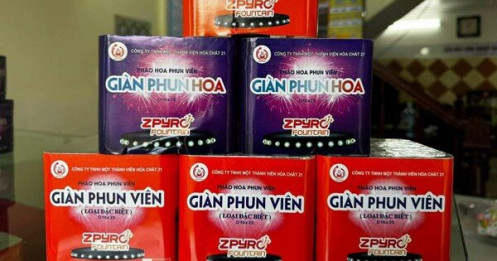 ZPYRO
FOUNTAIN
CÔNG TY TNHH MỘT THÀNH VIÊN HÓA CHẤT 21
PHÁO HOA PHUN VIÊN
GIÀN PHUN HOA
ZPYRO
FOUNTAIN
CÔNG TY TNHH MỘT THÀNH VIÊN HÓA CHẤT 21
PHÁO HOA PHUN VIÊN
GIÀN PHUN HOA
ZPYRO
FOUNTAIN
CÔNG TY TNHH MỘT THÀNH VIÊN HÓA CHẤT 21
PHÁO HOA PHUN VIÊN
GIÀN PHUN VIÊN
(LOẠI ĐẶC BIỆT)
ZPYRO
FOUNTAIN
CÔNG TY TNHH MỘT THÀNH VIÊN HÓA CHẤT 21
PHÁO HOA PHUN VIÊN
GIÀN PHUN VIÊN
(LOẠI ĐẶC BIỆT)
ZPYRO
FOUNTAIN
CÔNG TY TNHH MỘT THÀNH VIÊN HÓA CHẤT 21
PHÁO HOA PHUN VIÊN
GIÀN PHUN VIÊN
(LOẠI ĐẶC BIỆT)
ZPYRO
FOUNTAIN